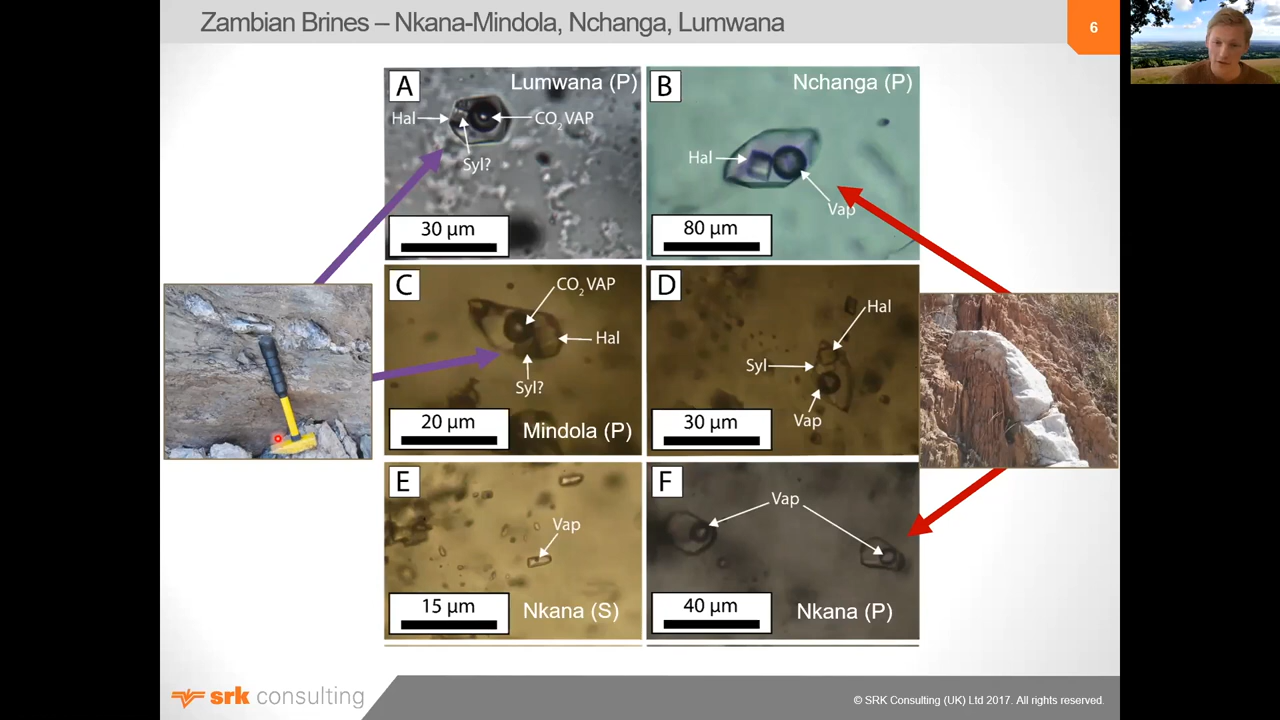 Zambian Brines – Nkana-Mindola, Nchanga, Lumwana
6
A
Lumwana (P)
Hal
CO2 VAP
Syl?
30 µm
B
Nchanga (P)
Hal
Vap
80 µm
C
CO2 VAP
Hal
Syl?
20 µm
Mindola (P)
D
Hal
Syl
Vap
30 µm
E
Vap
15 µm
Nkana (S)
F
Vap
40 µm
Nkana (P)
srk consulting
© SRK Consulting (UK) Ltd 2017. All rights reserved.